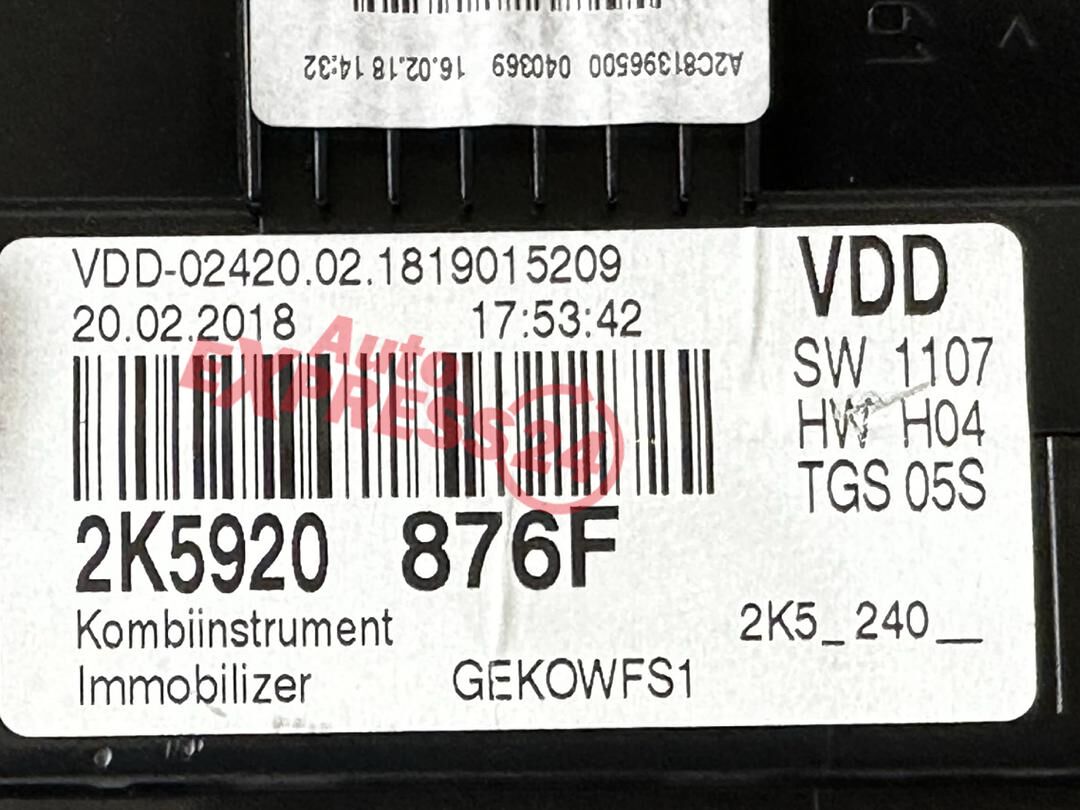 A2C81396500 040369 16.02.18 14:32
VDD-02420.02.1819015209
20.02.2018 17:53:42
VDD
SW 1107
HW H04
TGS 05S
Auto
EXPRESS24
2K5920 876F
Kombiinstrument
2K5_240__
Immobilizer GEKOWFS1